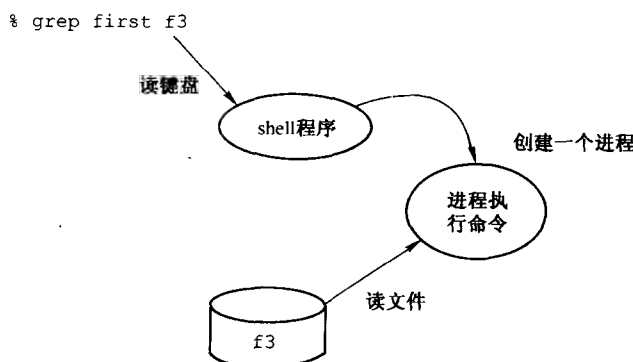 % grep first f3
读键盘
shell程序
创建一个进程
进程执
行命令
读文件
f3